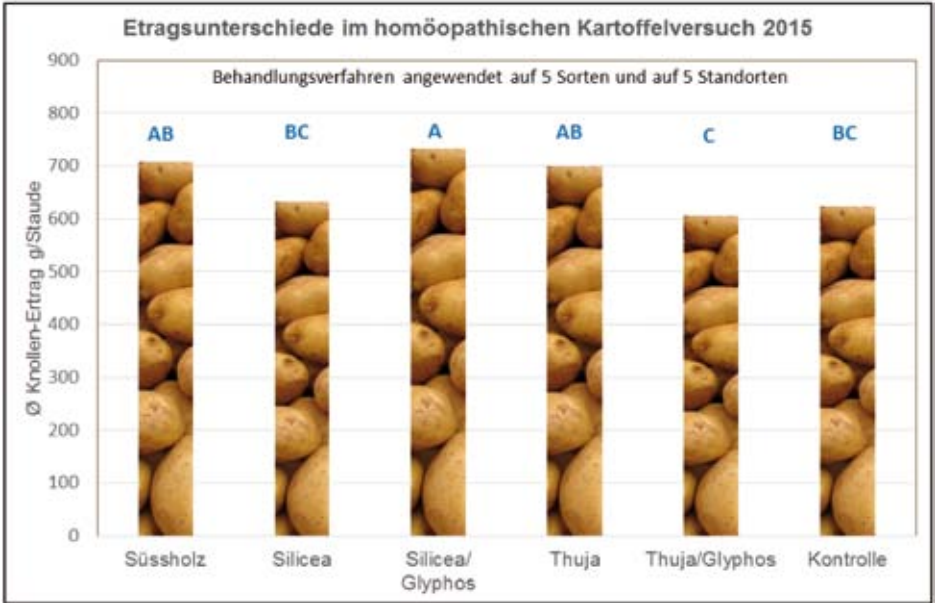 Etragsunterschiede im homöopathischen Kartoffelversuch 2015
Behandlungsverfahren angewendet auf 5 Sorten und auf 5 Standorten
Ø Knollen-Ertrag g/Staude
900
800
700
600
500
400
300
200
100
0
AB
BC
A
AB
C
BC
Süssholz
Silicea
Silicea/
Glyphos
Thuja
Thuja/Glyphos
Kontrolle